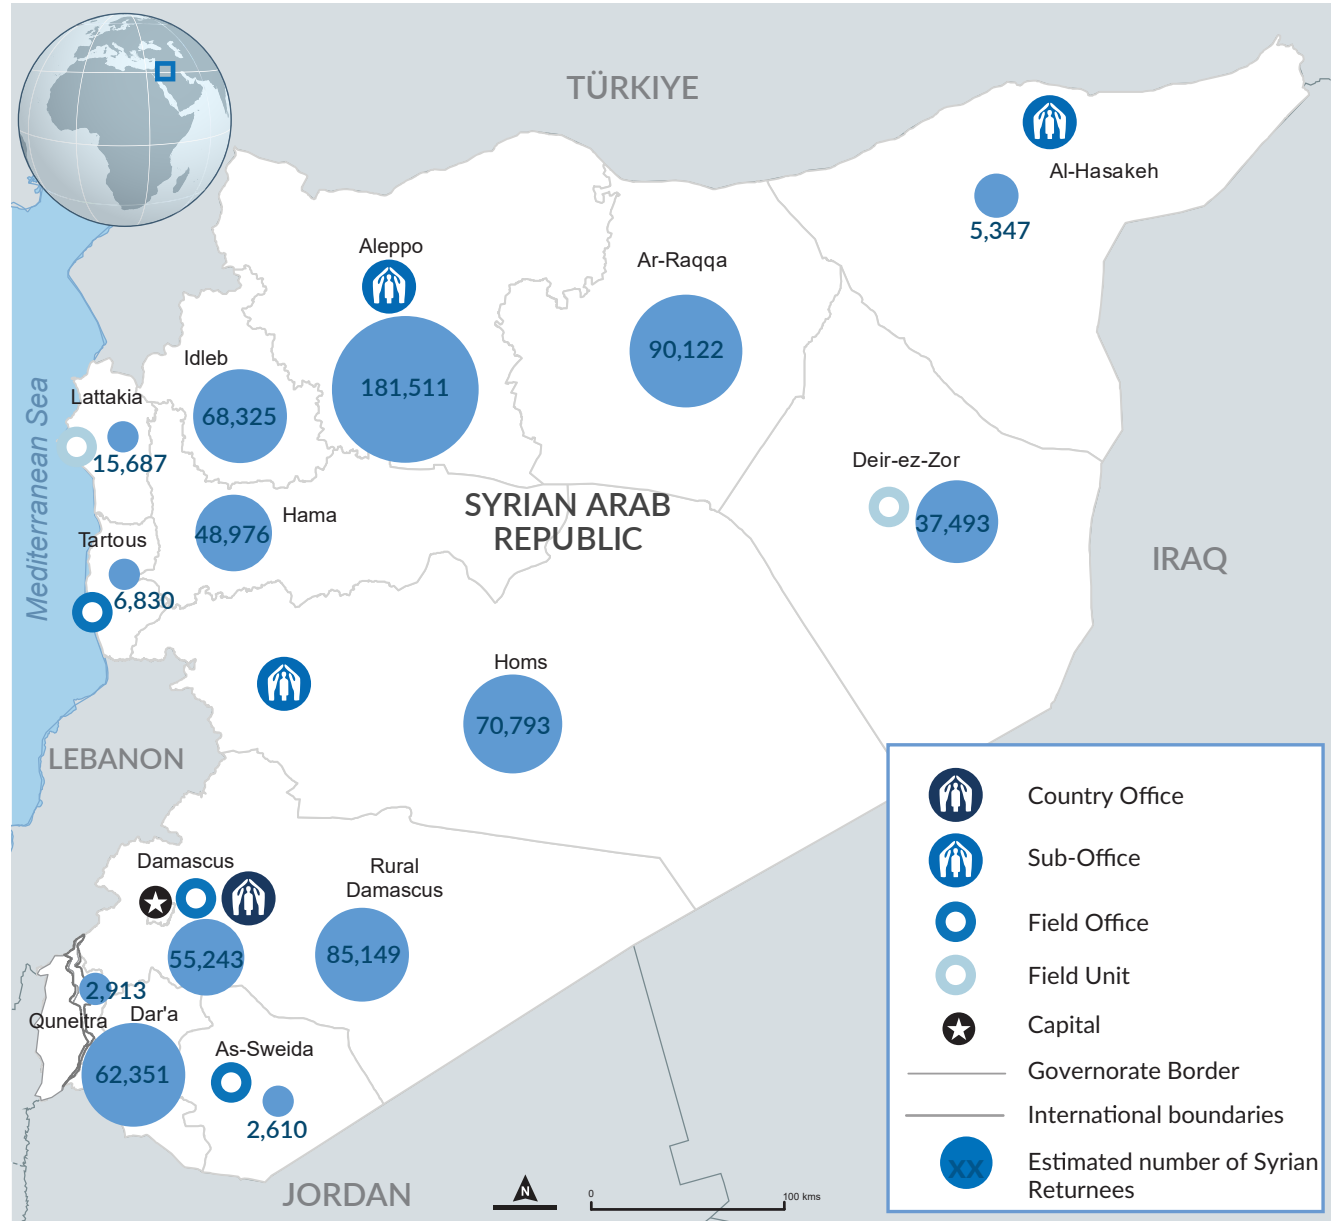 TÜRKIYE
Al-Hasakeh
5,347
Aleppo
181,511
Ar-Raqqa
90,122
Idleb
68,325
Lattakia
15,687
Mediterranean Sea
Deir-ez-Zor
37,493
SYRIAN ARAB
REPUBLIC
Hama
48,976
Tartous
6,830
IRAQ
Homs
70,793
LEBANON
Damascus
55,243
Rural
Damascus
85,149
2,913
Quneitra
Dar'a
62,351
As-Sweida
2,610
JORDAN
N
0
100 kms
Country Office
Sub-Office
Field Office
Field Unit
Capital
Governorate Border
International boundaries
xx
Estimated number of Syrian
Returnees